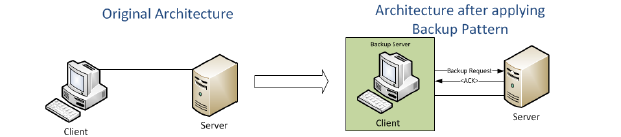 Original Architecture
Client
Server
Architecture after applying
Backup Pattern
Backup Server
Client
Backup Request
<ACK>
Server